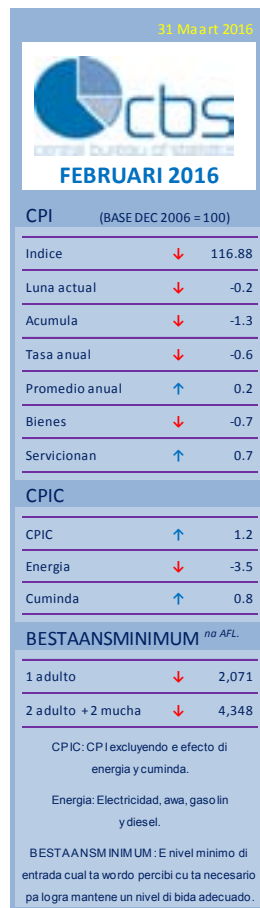 31 Maart 2016
cbs
central bureau of statistics
FEBRUARI 2016
CPI (BASE DEC 2006 = 100)
Indice ↓ 116.88
Luna actual ↓ -0.2
Acumula ↓ -1.3
Tasa anual ↓ -0.6
Promedio anual ↑ 0.2
Bienes ↓ -0.7
Servicionan ↑ 0.7
CPIC
CPIC ↑ 1.2
Energia ↓ -3.5
Cuminda ↑ 0.8
BESTAANSMINIMUM na AFL.
1 adulto ↓ 2,071
2 adulto + 2 mucha ↓ 4,348
CPIC: CPI excluyendo e efecto di
energia y cuminda.
Energia: Electricidad, awa, gasolin
y diesel.
BESTAANSMINIMUM: E nivel minimo di
entrada cual ta wordo percibi cu ta necesario
pa logra mantene un nivel di bida adecuado.